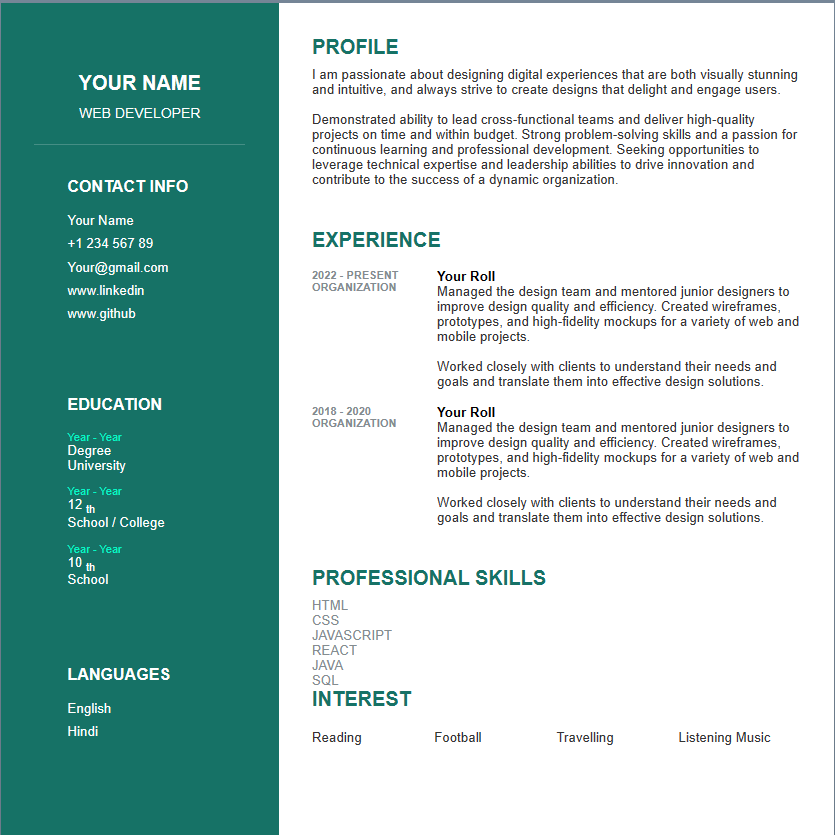 YOUR NAME
WEB DEVELOPER
CONTACT INFO
Your Name
+1 234 567 89
Your@gmail.com
www.linkedin
www.github
EDUCATION
Year - Year
Degree
University
Year - Year
12 th
School / College
Year - Year
10 th
School
LANGUAGES
English
Hindi
PROFILE
I am passionate about designing digital experiences that are both visually stunning
and intuitive, and always strive to create designs that delight and engage users.
Demonstrated ability to lead cross-functional teams and deliver high-quality
projects on time and within budget. Strong problem-solving skills and a passion for
continuous learning and professional development. Seeking opportunities to
leverage technical expertise and leadership abilities to drive innovation and
contribute to the success of a dynamic organization.
EXPERIENCE
2022 - PRESENT
ORGANIZATION
Your Roll
Managed the design team and mentored junior designers to
improve design quality and efficiency. Created wireframes,
prototypes, and high-fidelity mockups for a variety of web and
mobile projects.
Worked closely with clients to understand their needs and
goals and translate them into effective design solutions.
2018 - 2020
ORGANIZATION
Your Roll
Managed the design team and mentored junior designers to
improve design quality and efficiency. Created wireframes,
prototypes, and high-fidelity mockups for a variety of web and
mobile projects.
Worked closely with clients to understand their needs and
goals and translate them into effective design solutions.
PROFESSIONAL SKILLS
HTML
CSS
JAVASCRIPT
REACT
JAVA
SQL
INTEREST
Reading Football Travelling Listening Music